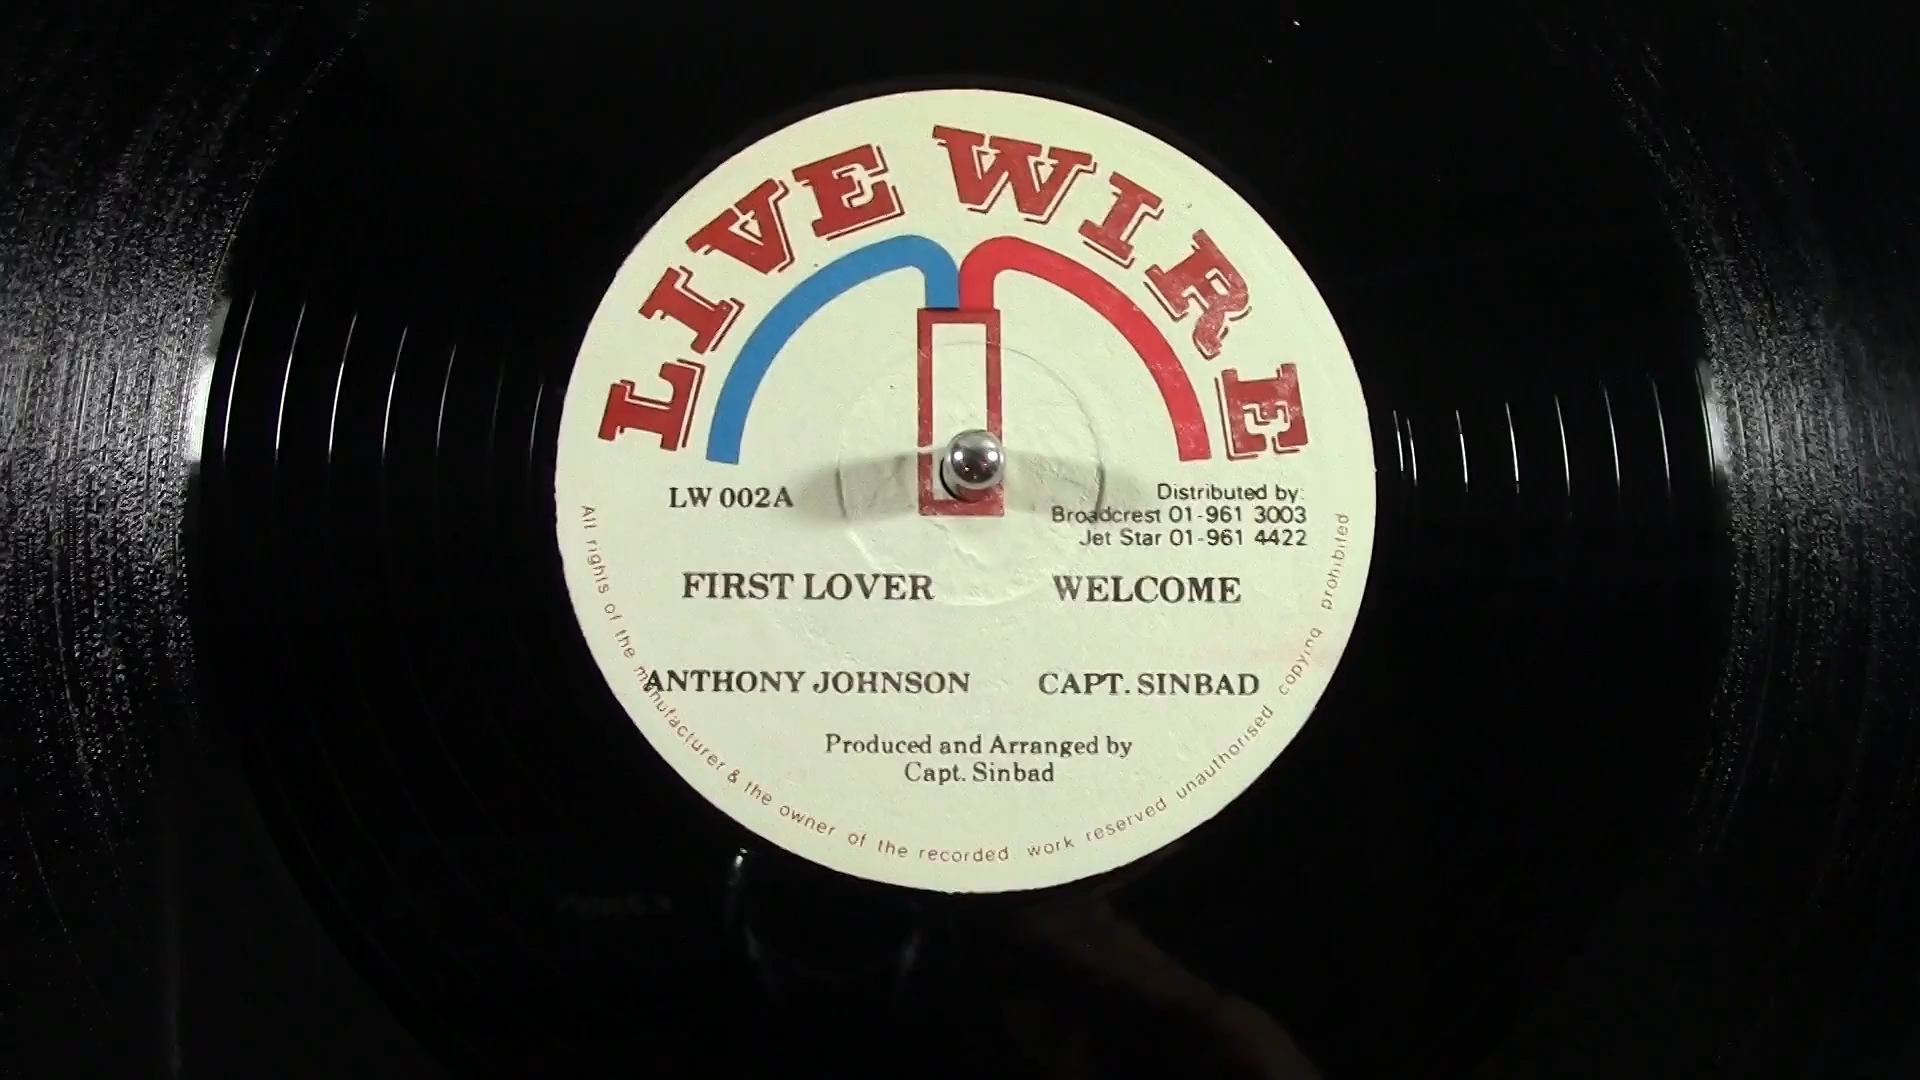 LIVE WIRE
LW 002A
Distributed by:
Broadcrest 01-961 3003
Jet Star 01-961 4422
FIRST LOVER WELCOME
ANTHONY JOHNSON CAPT. SINBAD
Produced and Arranged by
Capt. Sinbad
All rights of the manufacturer & the owner of the recorded work reserved unauthorised copying prohibited